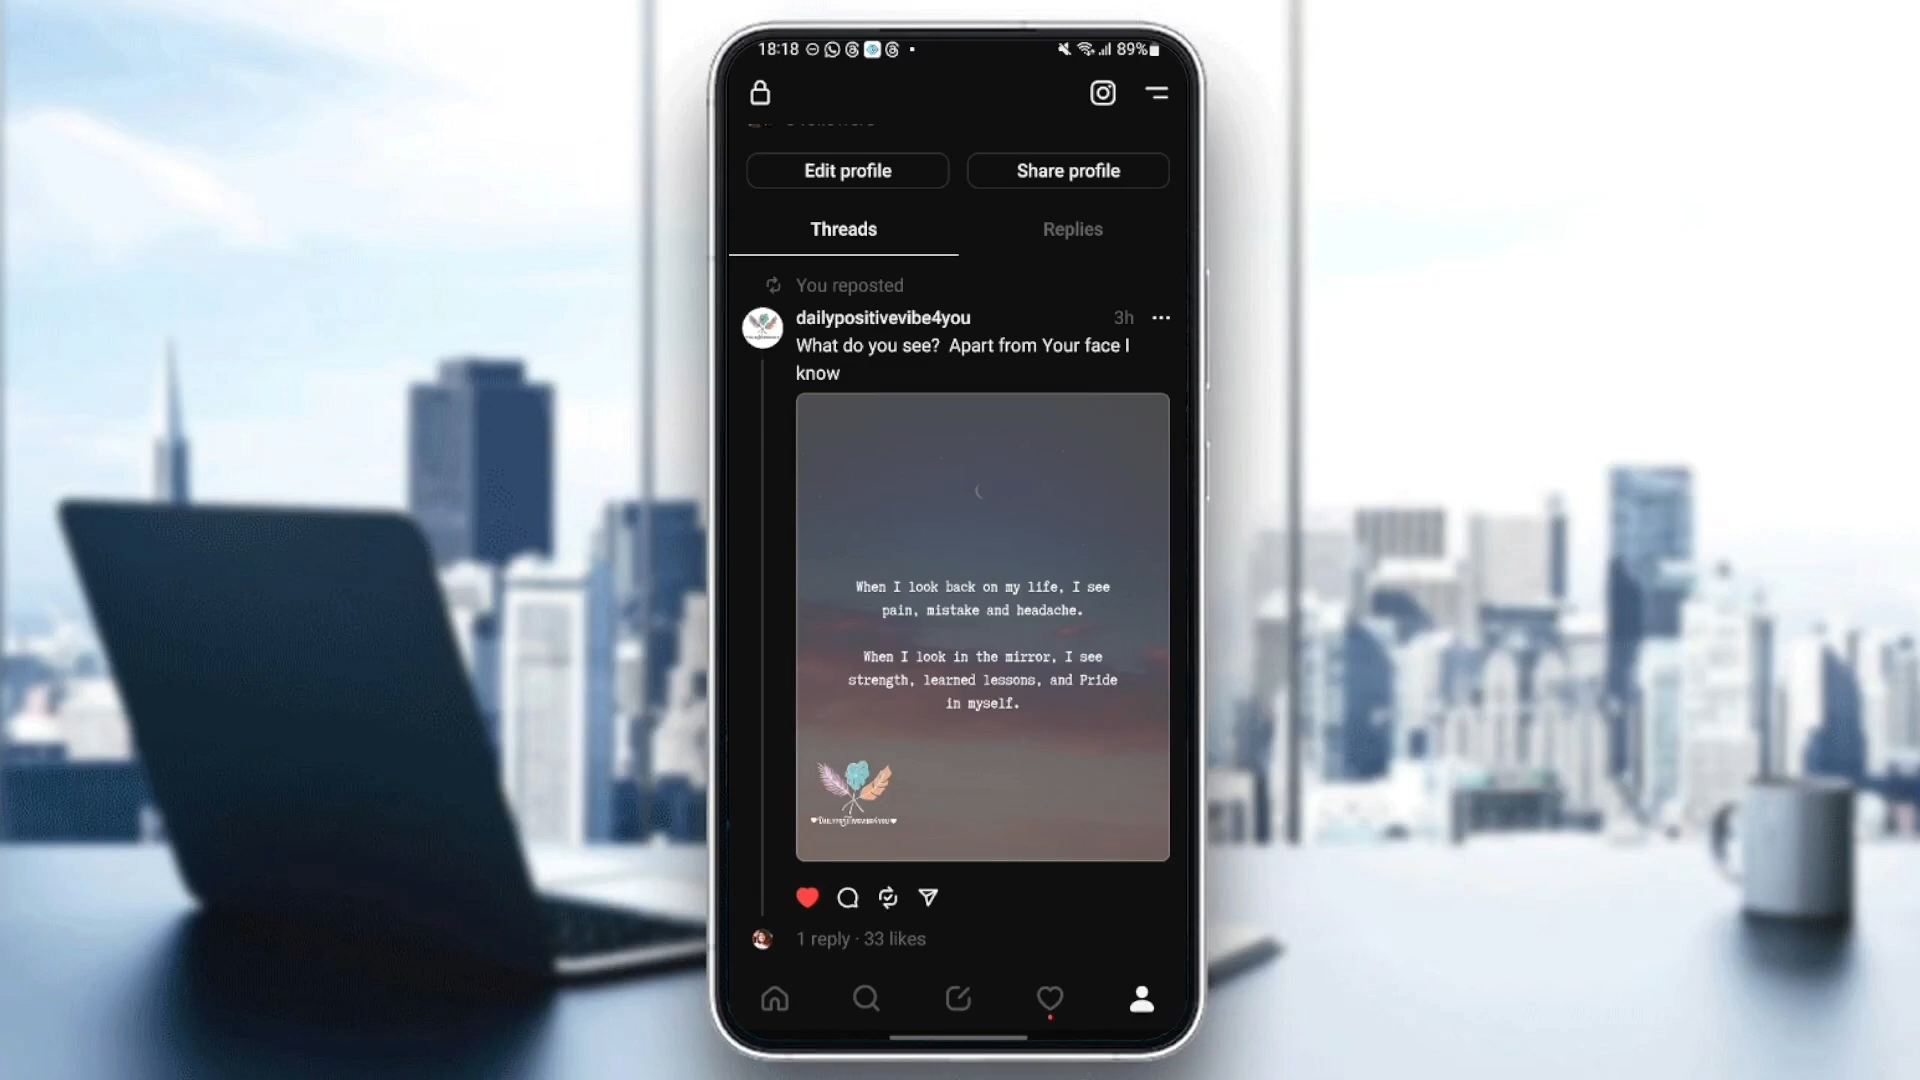 18:18
89%
Edit profile
Share profile
Threads
Replies
You reposted
dailypositivevibe4you
3h
What do you see?  Apart from Your face I
know
When I look back on my life, I see
pain, mistake and headache.
When I look in the mirror, I see
strength, learned lessons, and Pride
in myself.
1 reply · 33 likes